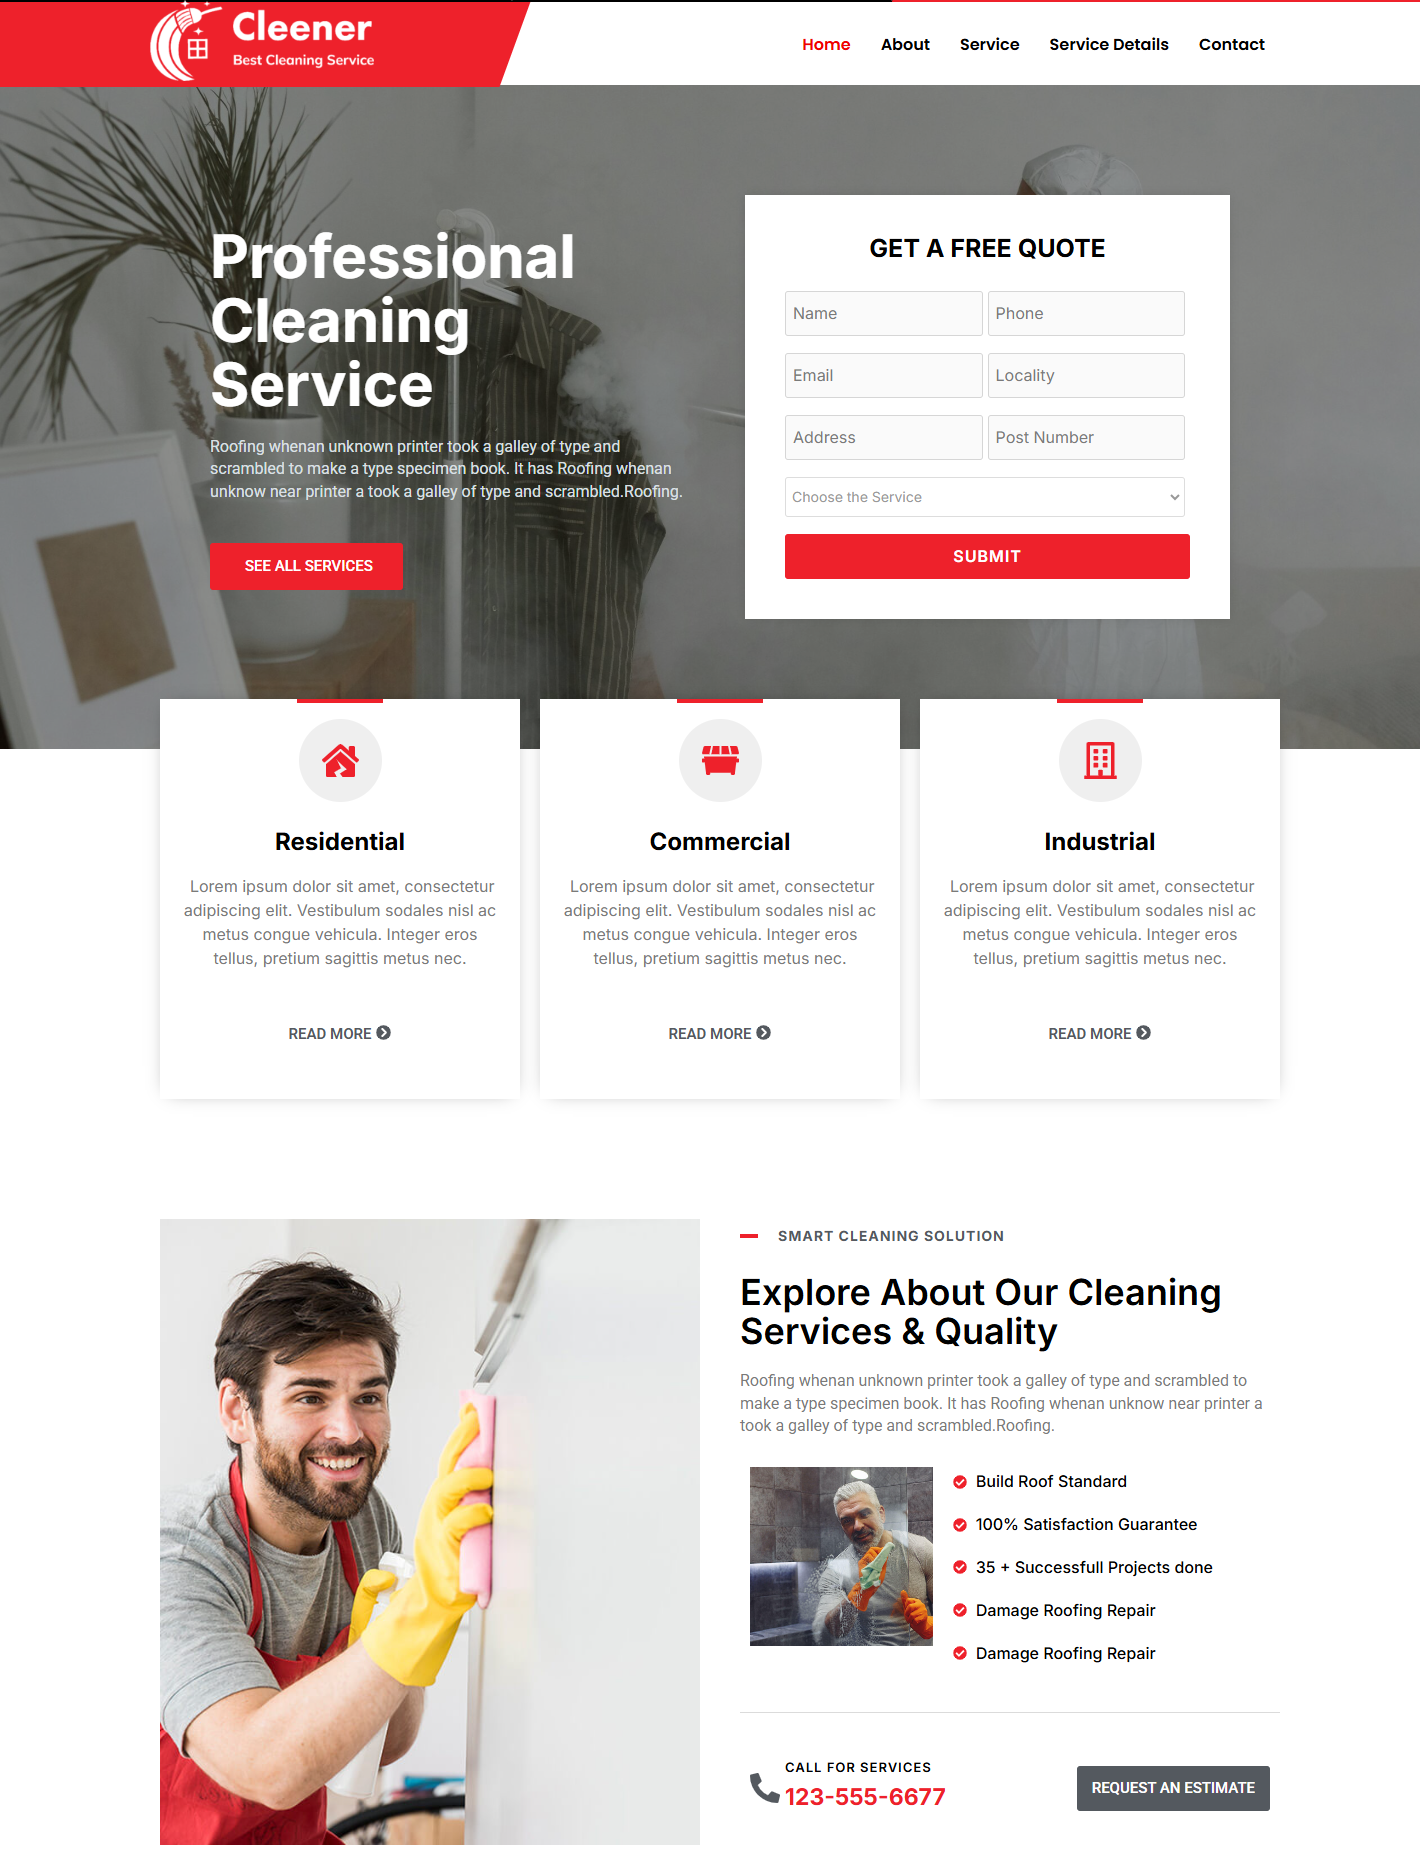 Cleener
Best Cleaning Service
Home About Service Service Details Contact
Professional
Cleaning
Service
Roofing whenan unknown printer took a galley of type and
scrambled to make a type specimen book. It has Roofing whenan
unknow near printer a took a galley of type and scrambled.Roofing.
SEE ALL SERVICES
GET A FREE QUOTE
Name Phone
Email Locality
Address Post Number
Choose the Service
SUBMIT
Residential
Lorem ipsum dolor sit amet, consectetur
adipiscing elit. Vestibulum sodales nisl ac
metus congue vehicula. Integer eros
tellus, pretium sagittis metus nec.
READ MORE
Commercial
Lorem ipsum dolor sit amet, consectetur
adipiscing elit. Vestibulum sodales nisl ac
metus congue vehicula. Integer eros
tellus, pretium sagittis metus nec.
READ MORE
Industrial
Lorem ipsum dolor sit amet, consectetur
adipiscing elit. Vestibulum sodales nisl ac
metus congue vehicula. Integer eros
tellus, pretium sagittis metus nec.
READ MORE
SMART CLEANING SOLUTION
Explore About Our Cleaning
Services & Quality
Roofing whenan unknown printer took a galley of type and scrambled to
make a type specimen book. It has Roofing whenan unknow near printer a
took a galley of type and scrambled.Roofing.
Build Roof Standard
100% Satisfaction Guarantee
35 + Successfull Projects done
Damage Roofing Repair
Damage Roofing Repair
CALL FOR SERVICES
123-555-6677
REQUEST AN ESTIMATE